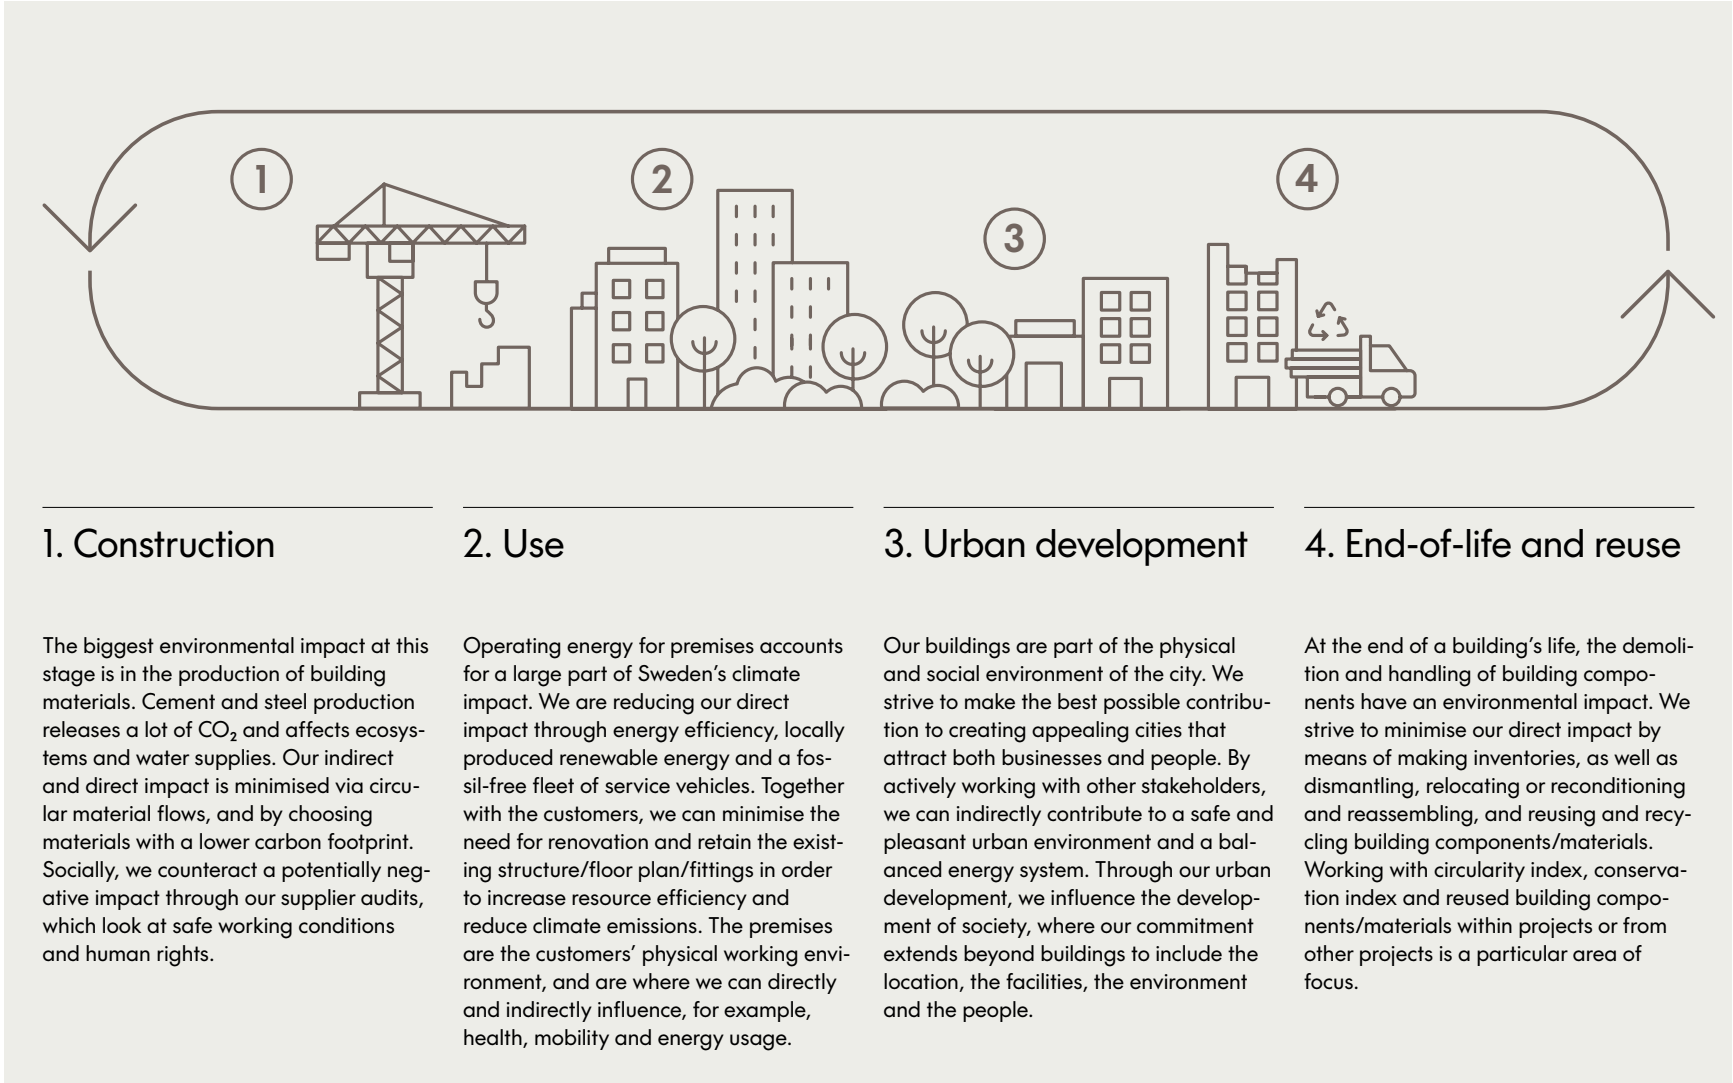 1
2
3
4
1. Construction
The biggest environmental impact at this
stage is in the production of building
materials. Cement and steel production
releases a lot of CO₂ and affects ecosys-
tems and water supplies. Our indirect
and direct impact is minimised via circu-
lar material flows, and by choosing
materials with a lower carbon footprint.
Socially, we counteract a potentially neg-
ative impact through our supplier audits,
which look at safe working conditions
and human rights.
2. Use
Operating energy for premises accounts
for a large part of Sweden’s climate
impact. We are reducing our direct
impact through energy efficiency, locally
produced renewable energy and a fos-
sil-free fleet of service vehicles. Together
with the customers, we can minimise the
need for renovation and retain the exist-
ing structure/floor plan/fittings in order
to increase resource efficiency and
reduce climate emissions. The premises
are the customers’ physical working envi-
ronment, and are where we can directly
and indirectly influence, for example,
health, mobility and energy usage.
3. Urban development
Our buildings are part of the physical
and social environment of the city. We
strive to make the best possible contribu-
tion to creating appealing cities that
attract both businesses and people. By
actively working with other stakeholders,
we can indirectly contribute to a safe and
pleasant urban environment and a bal-
anced energy system. Through our urban
development, we influence the develop-
ment of society, where our commitment
extends beyond buildings to include the
location, the facilities, the environment
and the people.
4. End-of-life and reuse
At the end of a building’s life, the demoli-
tion and handling of building compo-
nents have an environmental impact. We
strive to minimise our direct impact by
means of making inventories, as well as
dismantling, relocating or reconditioning
and reassembling, and reusing and recy-
cling building components/materials.
Working with circularity index, conserva-
tion index and reused building compo-
nents/materials within projects or from
other projects is a particular area of
focus.